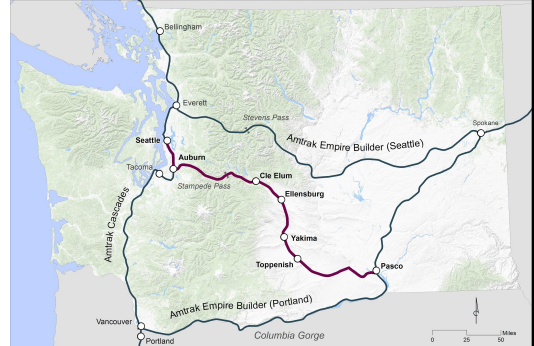 Bellingham
Everett
Stevens Pass
Spokane
Amtrak Empire Builder (Seattle)
Seattle
Auburn
Tacoma
Stampede Pass
Cle Elum
Ellensburg
Amtrak Cascades
Yakima
Toppenish
Pasco
Amtrak Empire Builder (Portland)
Vancouver
Portland
Columbia Gorge
Miles
0 25 50